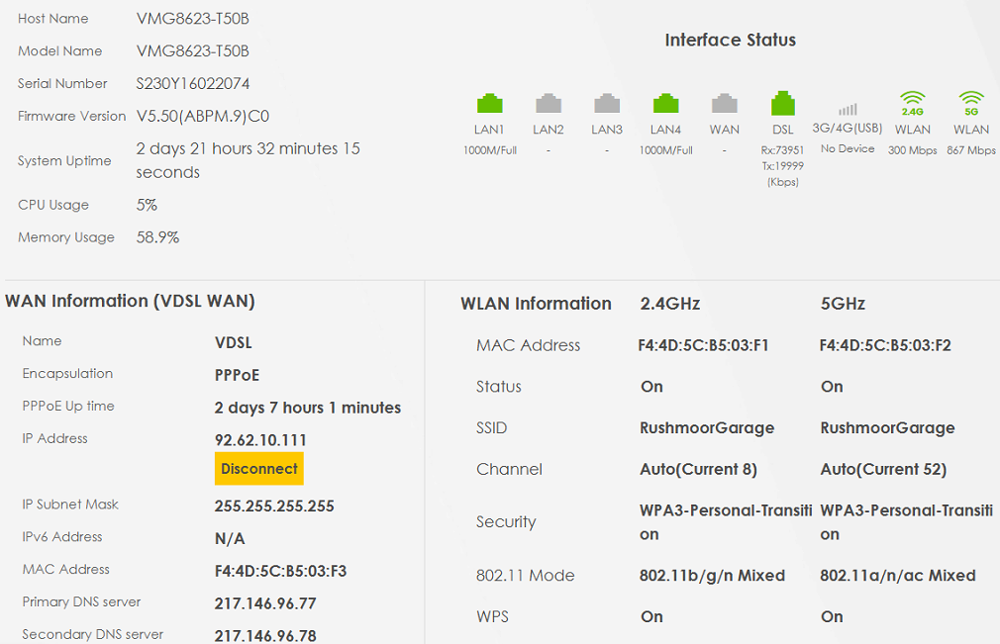 Host Name VMG8623-T50B
Model Name VMG8623-T50B
Serial Number S230Y16022074
Firmware Version V5.50(ABPM.9)C0
System Uptime 2 days 21 hours 32 minutes 15
seconds
CPU Usage 5%
Memory Usage 58.9%
Interface Status
2.4G 5G
LAN1 LAN2 LAN3 LAN4 WAN DSL 3G/4G(USB) WLAN WLAN
1000M/Full - - 1000M/Full - Rx:73951 No Device 300 Mbps 867 Mbps
Tx:19999
(Kbps)
WAN Information (VDSL WAN)
Name VDSL
Encapsulation PPPoE
PPPoE Up time 2 days 7 hours 1 minutes
IP Address 92.62.10.111
Disconnect
IP Subnet Mask 255.255.255.255
IPv6 Address N/A
MAC Address F4:4D:5C:B5:03:F3
Primary DNS server 217.146.96.77
Secondary DNS server 217.146.96.78
WLAN Information 2.4GHz 5GHz
MAC Address F4:4D:5C:B5:03:F1 F4:4D:5C:B5:03:F2
Status On On
SSID RushmoorGarage RushmoorGarage
Channel Auto(Current 8) Auto(Current 52)
Security WPA3-Personal-Transiti WPA3-Personal-Transiti
on on
802.11 Mode 802.11b/g/n Mixed 802.11a/n/ac Mixed
WPS On On